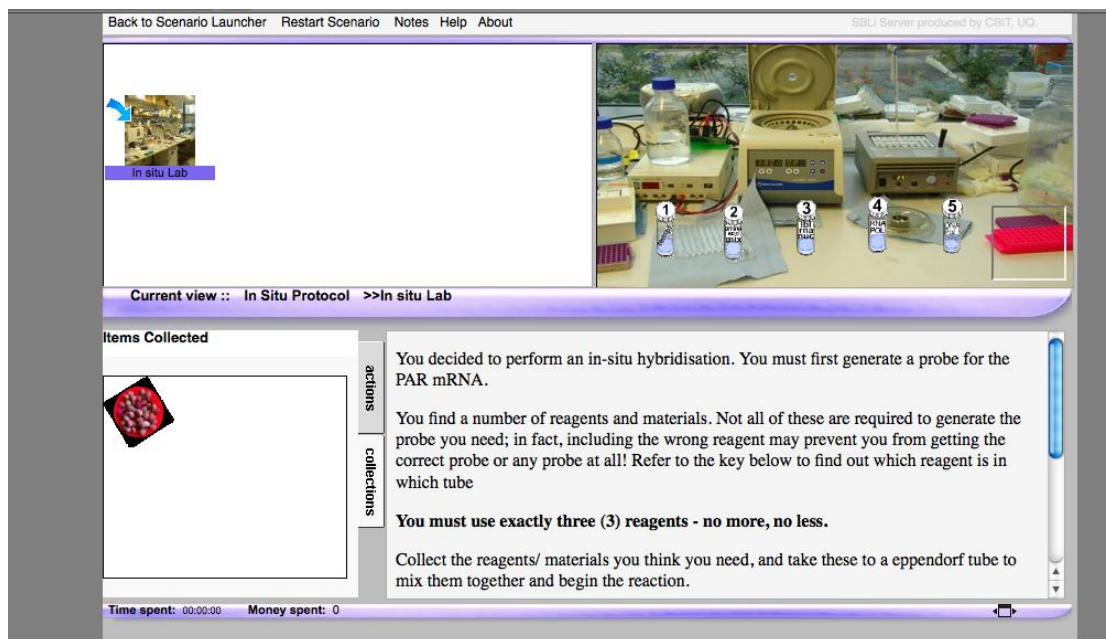 Back to Scenario Launcher Restart Scenario Notes Help About
SBLi Server produced by CBIT, UQ.
In situ Lab
1 2 3 4 5
amino
acid
mix
RNA
POL
Current view :: In Situ Protocol >>In situ Lab
Items Collected
actions
collections
You decided to perform an in-situ hybridisation. You must first generate a probe for the
PAR mRNA.
You find a number of reagents and materials. Not all of these are required to generate the
probe you need; in fact, including the wrong reagent may prevent you from getting the
correct probe or any probe at all! Refer to the key below to find out which reagent is in
which tube
You must use exactly three (3) reagents - no more, no less.
Collect the reagents/ materials you think you need, and take these to a eppendorf tube to
mix them together and begin the reaction.
Time spent: 00:00:00 Money spent: 0